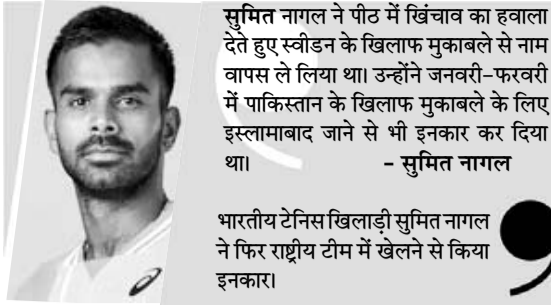 सुमित नागल ने पीठ में खिंचाव का हवाला
देते हुए स्वीडन के खिलाफ मुकाबले से नाम
वापस ले लिया था। उन्होंने जनवरी-फरवरी
में पाकिस्तान के खिलाफ मुकाबले के लिए
इस्लामाबाद जाने से भी इनकार कर दिया
था। - सुमित नागल
भारतीय टेनिस खिलाड़ी सुमित नागल
ने फिर राष्ट्रीय टीम में खेलने से किया
इनकार।